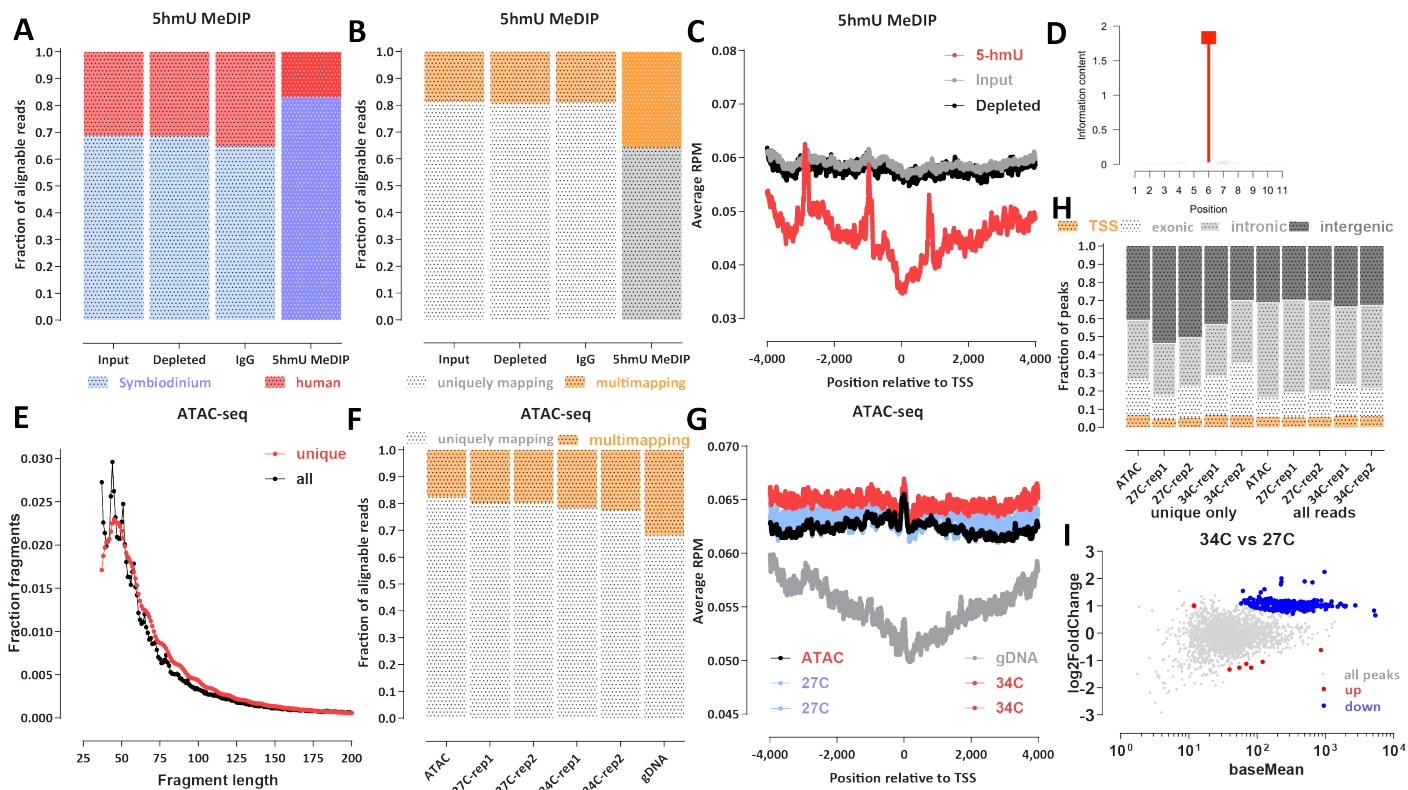 A
5hmU MeDIP
Fraction of alignable reads
1.0
0.9
0.8
0.7
0.6
0.5
0.4
0.3
0.2
0.1
0.0
Input Depleted IgG 5hmU MeDIP
Symbiodinium human
B
5hmU MeDIP
Fraction of alignable reads
1.0
0.9
0.8
0.7
0.6
0.5
0.4
0.3
0.2
0.1
0.0
Input Depleted IgG 5hmU MeDIP
uniquely mapping multimapping
C
5hmU MeDIP
Average RPM
0.08
0.06
0.05
0.04
0.03
5-hmU
Input
Depleted
-4,000 -2,000 0 2,000 4,000
Position relative to TSS
D
Information content
2
1.5
1
0.5
0
1 2 3 4 5 6 7 8 9 10 11
Position
E
ATAC-seq
Fraction fragments
0.030
0.025
0.020
0.015
0.010
0.005
0.000
unique
all
25 50 75 100 125 150 175 200
Fragment length
F
ATAC-seq
uniquely mapping multimapping
Fraction of alignable reads
1.0
0.9
0.8
0.7
0.6
0.5
0.4
0.3
0.2
0.1
0.0
ATAC 27C-rep1 27C-rep2 34C-rep1 34C-rep2 gDNA
G
ATAC-seq
Average RPM
0.070
0.065
0.060
0.055
0.050
0.045
ATAC gDNA
27C 34C
27C 34C
-4,000 -2,000 0 2,000 4,000
Position relative to TSS
H
TSS exonic intronic intergenic
Fraction of peaks
1.0
0.9
0.8
0.7
0.6
0.5
0.4
0.3
0.2
0.1
0.0
ATAC 27C-rep1 27C-rep2 34C-rep1 34C-rep2 ATAC 27C-rep1 27C-rep2 34C-rep1 34C-rep2
unique only all reads
I
34C vs 27C
log2FoldChange
3
2
1
0
-1
-2
-3
all peaks
up
down
10⁰ 10¹ 10² 10³ 10⁴
baseMean